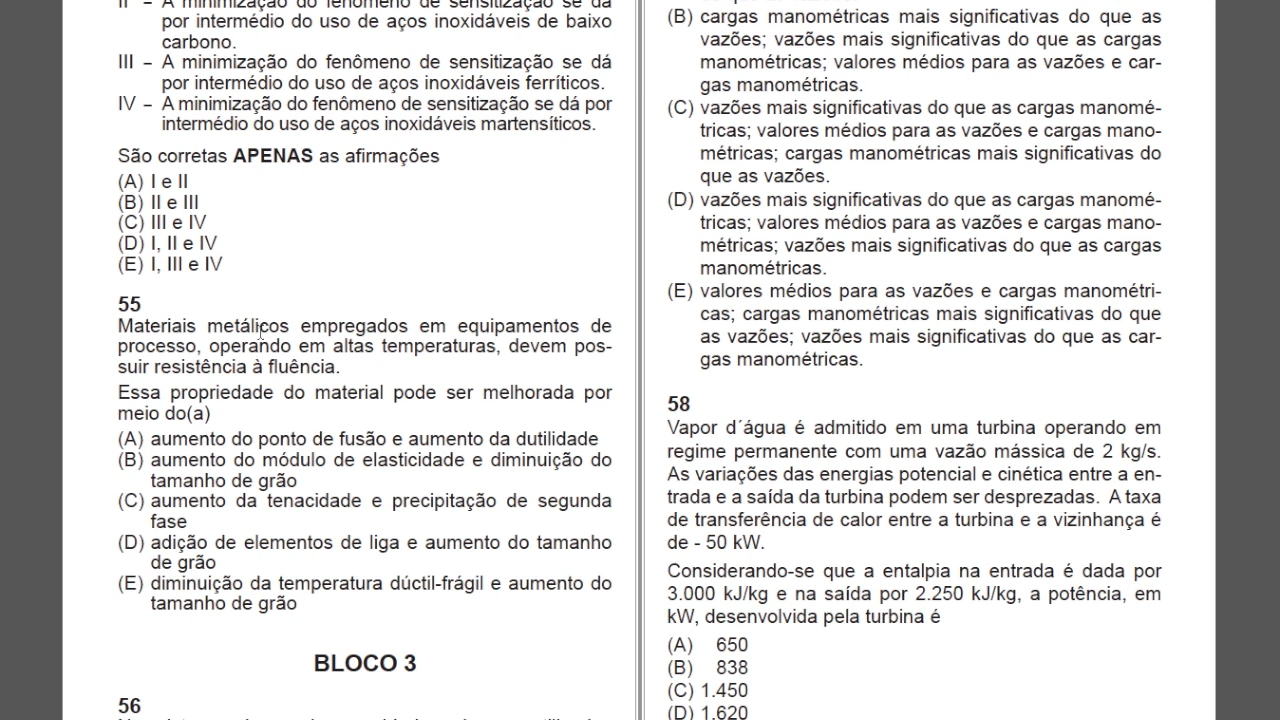 II – A minimização do fenômeno de sensitização se dá
por intermédio do uso de aços inoxidáveis de baixo
carbono.
III – A minimização do fenômeno de sensitização se dá
por intermédio do uso de aços inoxidáveis ferríticos.
IV – A minimização do fenômeno de sensitização se dá por
intermédio do uso de aços inoxidáveis martensíticos.
São corretas APENAS as afirmações
(A) I e II
(B) II e III
(C) III e IV
(D) I, II e IV
(E) I, III e IV
55
Materiais metálicos empregados em equipamentos de
processo, operando em altas temperaturas, devem pos-
suir resistência à fluência.
Essa propriedade do material pode ser melhorada por
meio do(a)
(A) aumento do ponto de fusão e aumento da dutilidade
(B) aumento do módulo de elasticidade e diminuição do
tamanho de grão
(C) aumento da tenacidade e precipitação de segunda
fase
(D) adição de elementos de liga e aumento do tamanho
de grão
(E) diminuição da temperatura dúctil-frágil e aumento do
tamanho de grão
BLOCO 3
56
(B) cargas manométricas mais significativas do que as
vazões; vazões mais significativas do que as cargas
manométricas; valores médios para as vazões e car-
gas manométricas.
(C) vazões mais significativas do que as cargas manomé-
tricas; valores médios para as vazões e cargas mano-
métricas; cargas manométricas mais significativas do
que as vazões.
(D) vazões mais significativas do que as cargas manomé-
tricas; valores médios para as vazões e cargas mano-
métricas; vazões mais significativas do que as cargas
manométricas.
(E) valores médios para as vazões e cargas manométri-
cas; cargas manométricas mais significativas do que
as vazões; vazões mais significativas do que as car-
gas manométricas.
58
Vapor d´água é admitido em uma turbina operando em
regime permanente com uma vazão mássica de 2 kg/s.
As variações das energias potencial e cinética entre a en-
trada e a saída da turbina podem ser desprezadas. A taxa
de transferência de calor entre a turbina e a vizinhança é
de - 50 kW.
Considerando-se que a entalpia na entrada é dada por
3.000 kJ/kg e na saída por 2.250 kJ/kg, a potência, em
kW, desenvolvida pela turbina é
(A) 650
(B) 838
(C) 1.450
(D) 1.620